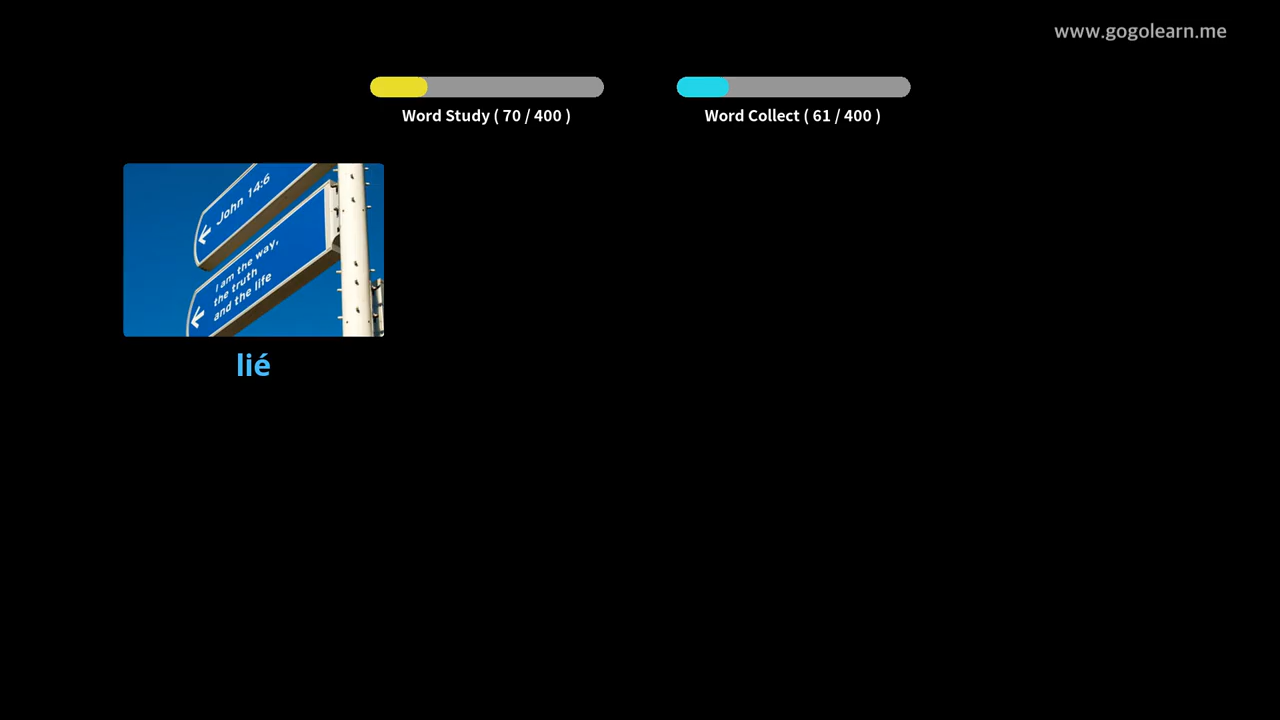 www.gogolearn.me
Word Study ( 70 / 400 )
Word Collect ( 61 / 400 )
John 14:6
I am the way,
the truth
and the life
lié